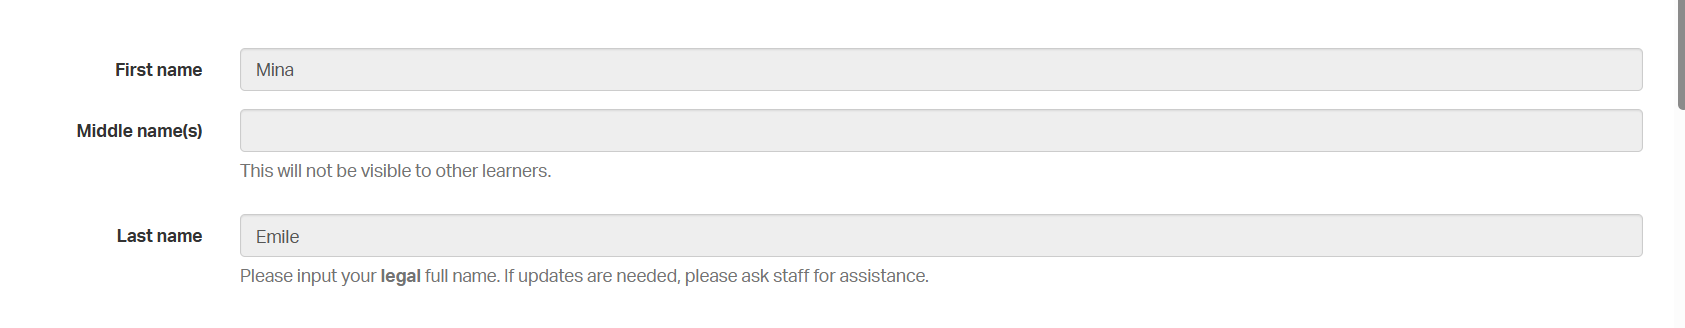 First name
Mina
Middle name(s)
This will not be visible to other learners.
Last name
Emile
Please input your legal full name. If updates are needed, please ask staff for assistance.